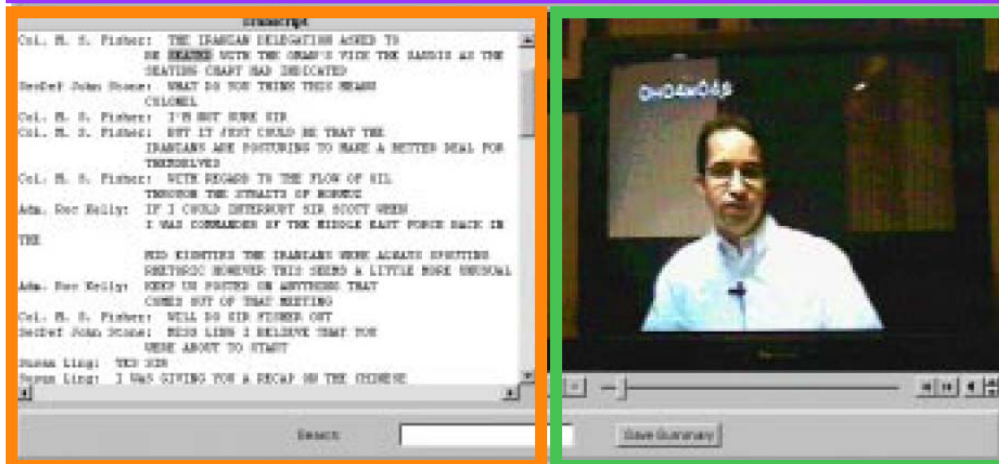 Transcript
Col. M. S. Fisher: THE IRANIAN DELEGATION ASKED TO
BE SEATED WITH THE OMAN'S VICE THE SAUDIS AS THE
SEATING CHART HAD INDICATED
SecDef John Stone: WHAT DO YOU THINK THIS MEANS
COLONEL
Col. M. S. Fisher: I'M NOT SURE SIR
Col. M. S. Fisher: BUT IT JUST COULD BE THAT THE
IRANIANS ARE POSTURING TO MAKE A BETTER DEAL FOR
THEMSELVES
Col. M. S. Fisher: WITH REGARD TO THE FLOW OF OIL
THROUGH THE STRAITS OF HORMUZ
Adm. Roc Kelly: IF I COULD INTERRUPT SIR SCOTT WHEN
I WAS COMMANDER OF THE MIDDLE EAST FORCE BACK IN
THE
MID EIGHTIES THE IRANIANS WERE ALWAYS SPOUTING
RHETORIC HOWEVER THIS SEEMS A LITTLE MORE UNUSUAL
Adm. Roc Kelly: KEEP US POSTED ON ANYTHING THAT
COMES OUT OF THAT MEETING
Col. M. S. Fisher: WILL DO SIR FISHER OUT
SecDef John Stone: MISS LING I BELIEVE THAT YOU
WERE ABOUT TO START
Susan Ling: YES SIR
Susan Ling: I WAS GIVING YOU A RECAP ON THE CHINESE
Search:
Save Summary